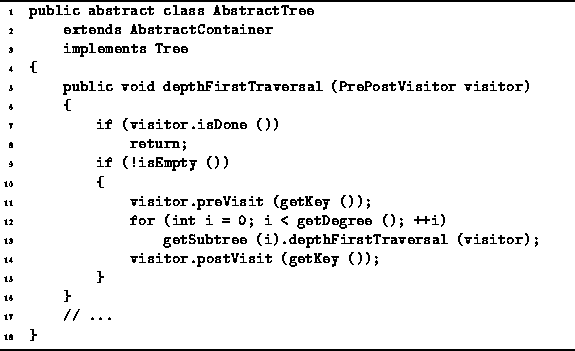 1 public abstract class AbstractTree
2 extends AbstractContainer
3 implements Tree
4 {
5 public void depthFirstTraversal (PrePostVisitor visitor)
6 {
7 if (visitor.isDone ())
8 return;
9 if (!isEmpty ())
10 {
11 visitor.preVisit (getKey ());
12 for (int i = 0; i < getDegree (); ++i)
13 getSubtree (i).depthFirstTraversal (visitor);
14 visitor.postVisit (getKey ());
15 }
16 }
17 // ...
18 }